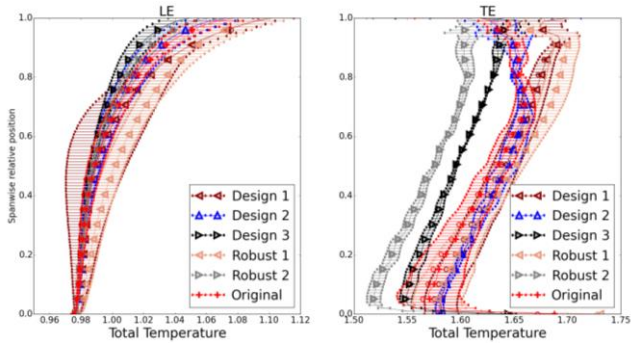 LE
TE
Spanwise relative position
1.0
0.8
0.6
0.4
0.2
0.0
0.96 0.98 1.00 1.02 1.04 1.06 1.08 1.10 1.12
Total Temperature
Design 1
Design 2
Design 3
Robust 1
Robust 2
Original
1.0
0.8
0.6
0.4
0.2
0.0
1.50 1.55 1.60 1.65 1.70 1.75
Total Temperature
Design 1
Design 2
Design 3
Robust 1
Robust 2
Original